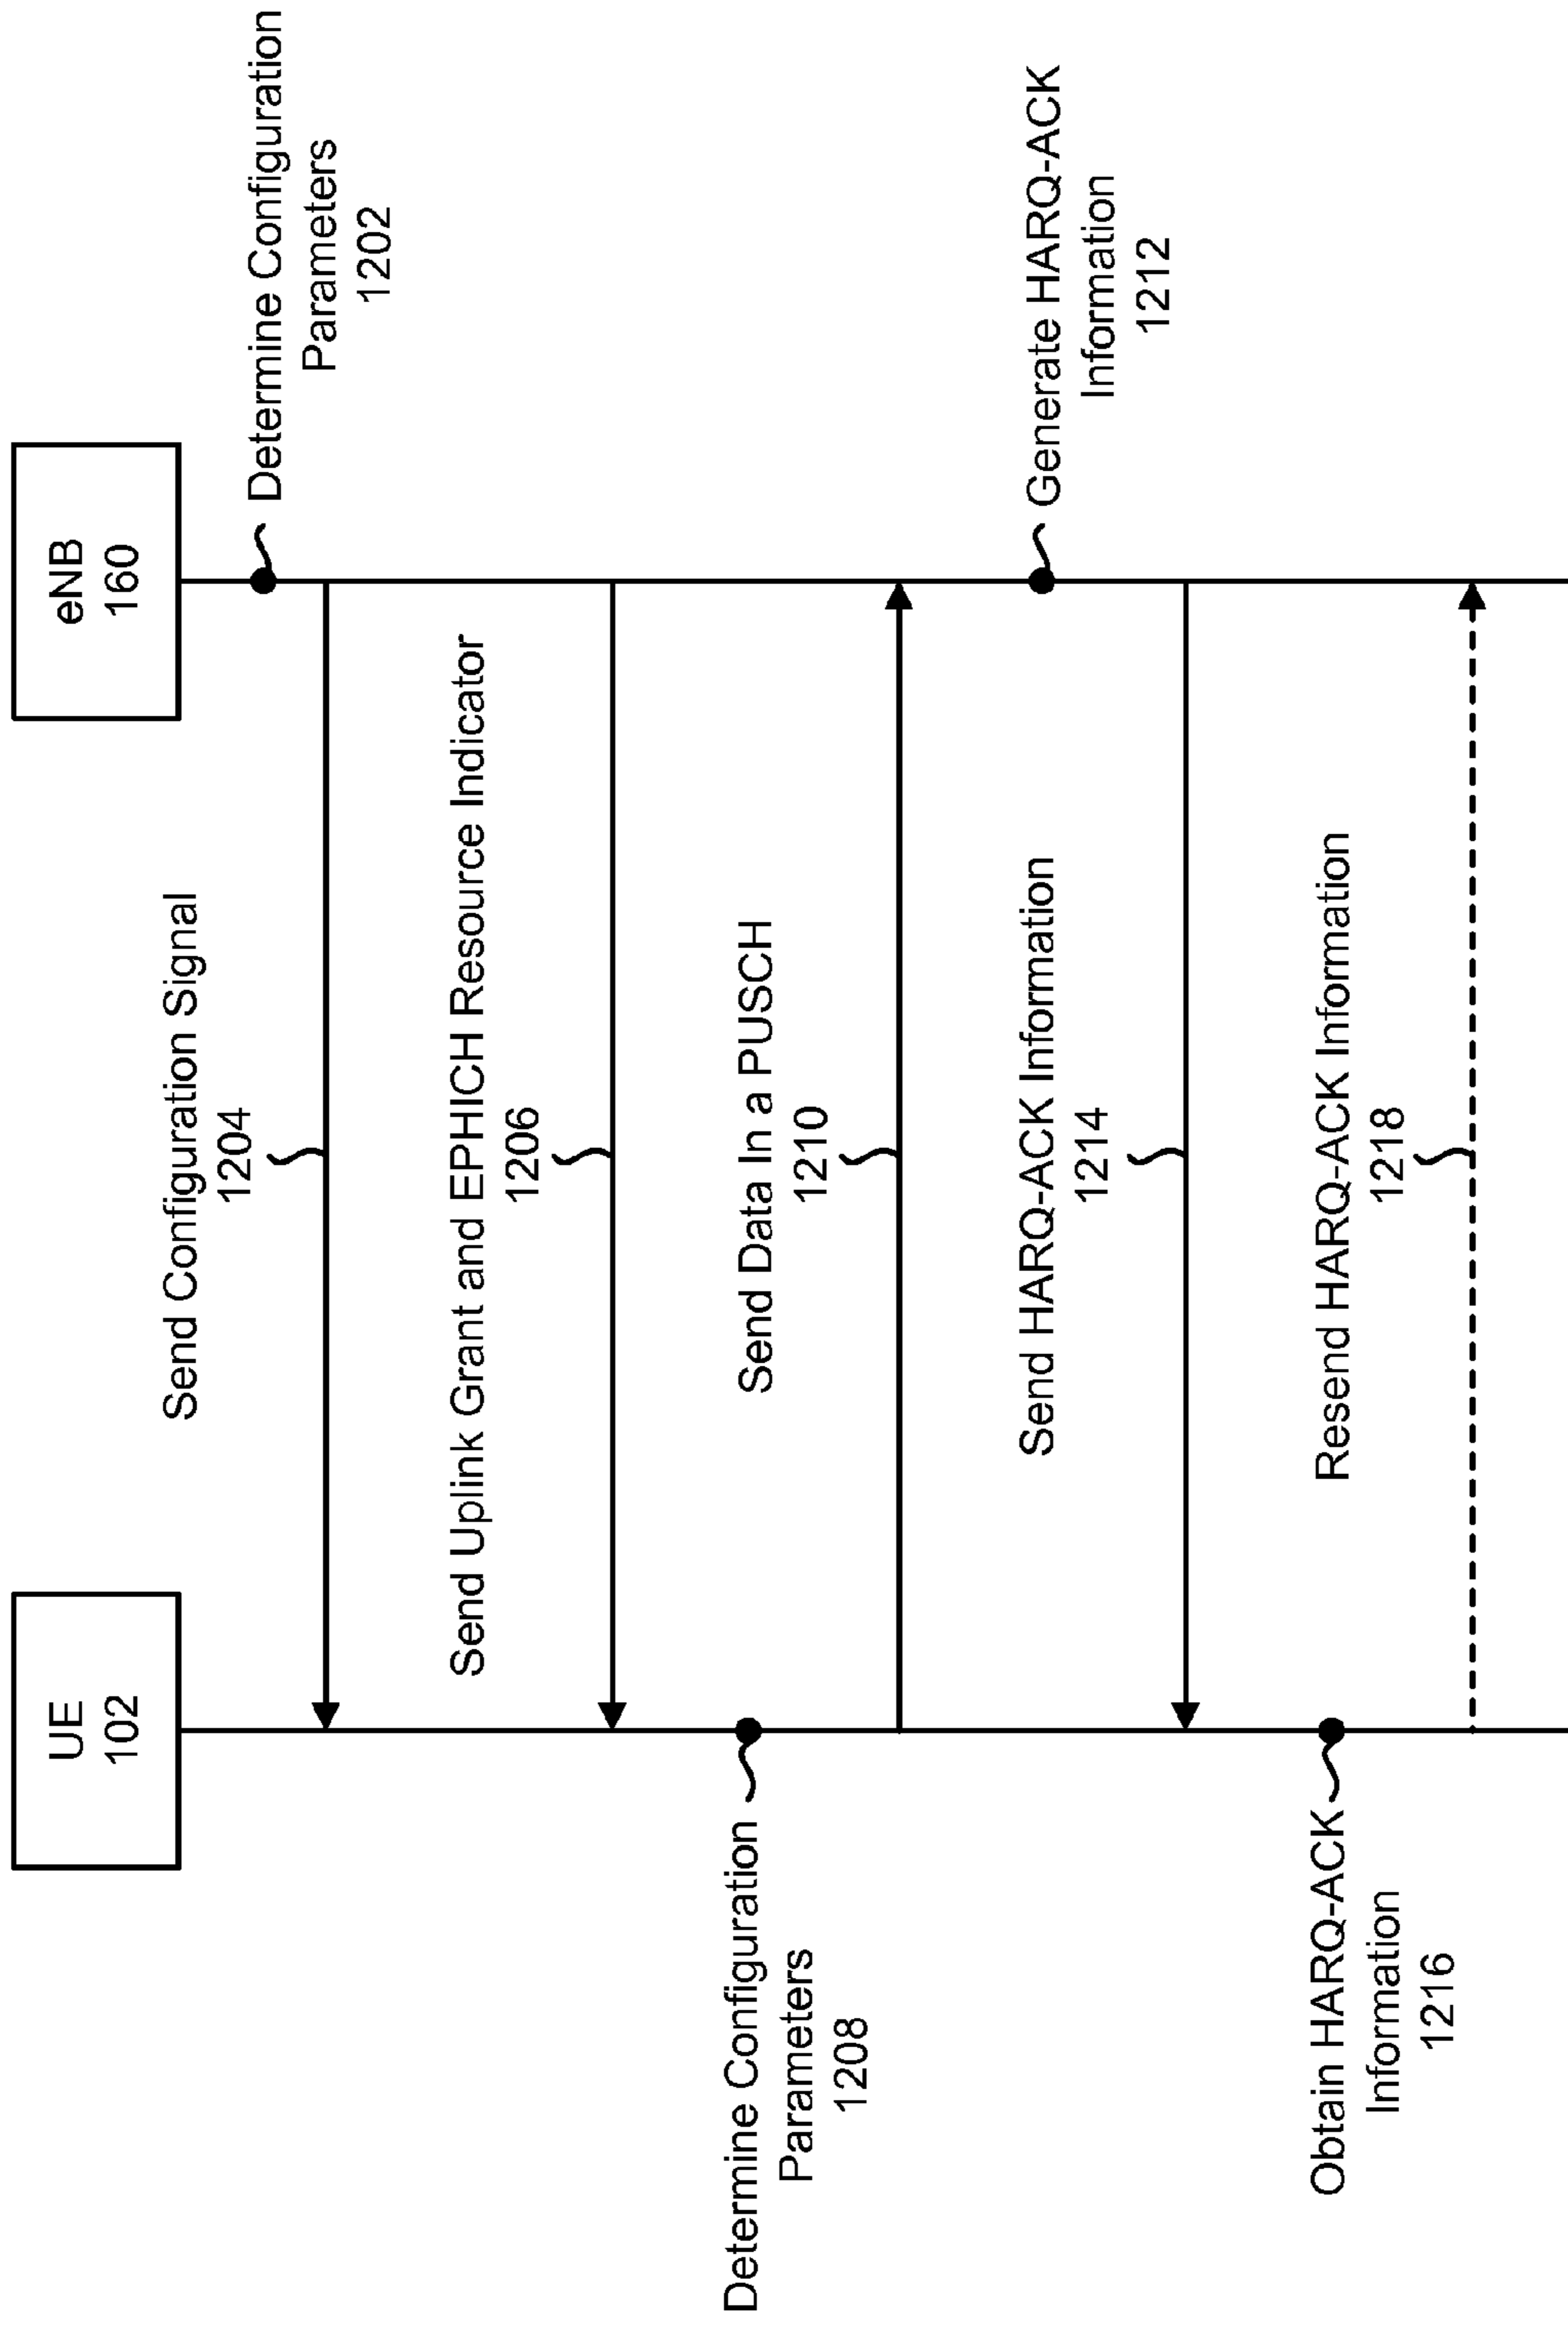 UE
102
eNB
160
Determine Configuration
Parameters
1202
Send Configuration Signal
1204
Send Uplink Grant and EPHICH Resource Indicator
1206
Determine Configuration
Parameters
1208
Send Data In a PUSCH
1210
Generate HARQ-ACK
Information
1212
Send HARQ-ACK Information
1214
Obtain HARQ-ACK
Information
1216
Resend HARQ-ACK Information
1218